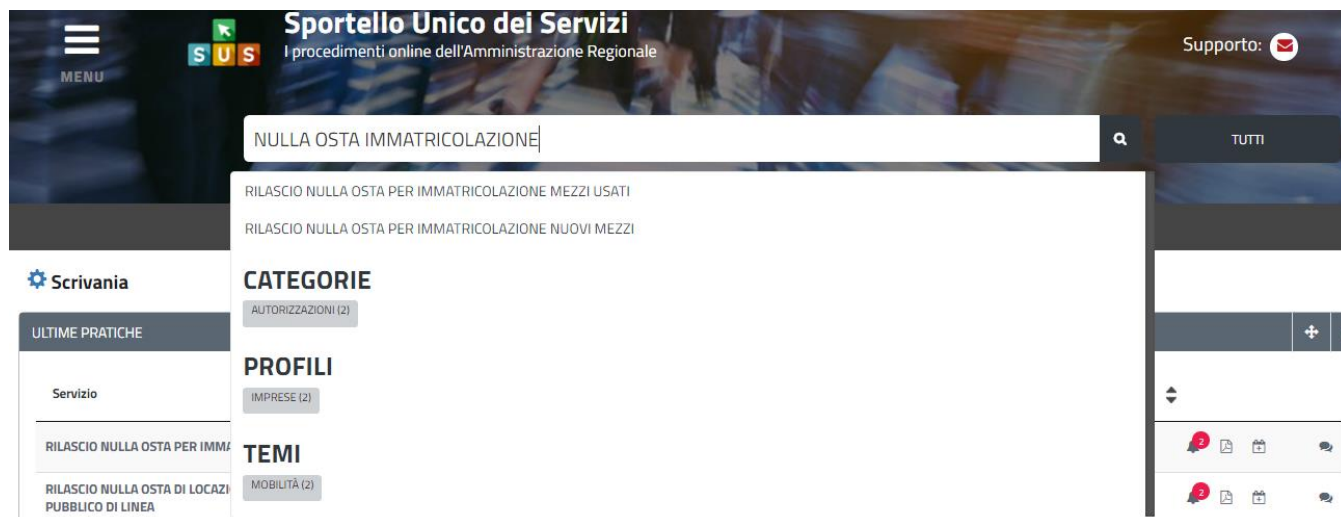 Sportello Unico dei Servizi
I procedimenti online dell'Amministrazione Regionale
MENU
SUS
Supporto:
NULLA OSTA IMMATRICOLAZIONE
TUTTI
RILASCIO NULLA OSTA PER IMMATRICOLAZIONE MEZZI USATI
RILASCIO NULLA OSTA PER IMMATRICOLAZIONE NUOVI MEZZI
Scrivania
CATEGORIE
AUTORIZZAZIONI (2)
ULTIME PRATICHE
PROFILI
IMPRESE (2)
Servizio
RILASCIO NULLA OSTA PER IMMA
2
TEMI
MOBILITÀ (2)
RILASCIO NULLA OSTA DI LOCAZI
PUBBLICO DI LINEA
2